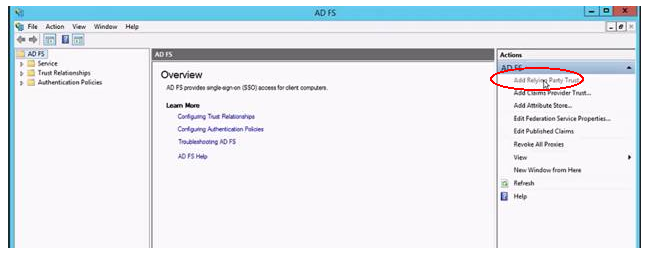 AD FS
File Action View Window Help
AD FS
Service
Trust Relationships
Authentication Policies
AD FS
Overview
AD FS provides single-sign-on (SSO) access for client computers.
Learn More
Configuring Trust Relationships
Configuring Authentication Policies
Troubleshooting AD FS
AD FS Help
Actions
AD FS
Add Relying Party Trust...
Add Claims Provider Trust...
Add Attribute Store...
Edit Federation Service Properties...
Edit Published Claims
Revoke All Proxies
View
New Window from Here
Refresh
Help